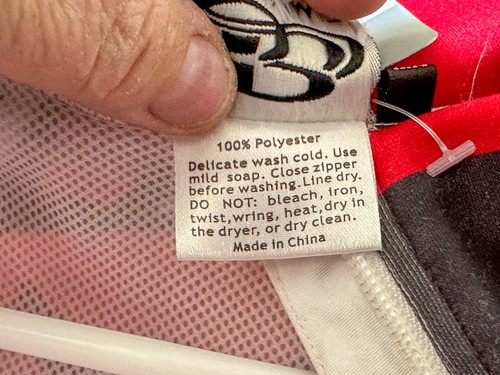 100% Polyester
Delicate wash cold. Use
mild soap. Close zipper
before washing. Line dry.
DO NOT: bleach, iron,
twist, wring, heat, dry in
the dryer, or dry clean.
Made in China